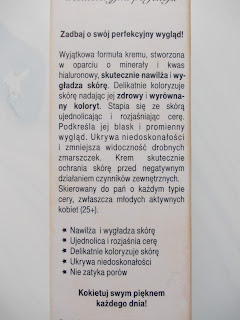 Zadbaj o swój perfekcyjny wygląd!
Wyjątkowa formuła kremu, stworzona
w oparciu o minerały i kwas
hialuronowy, skutecznie nawilża i wy-
gładza skórę. Delikatnie koloryzuje
skórę nadając jej zdrowy i wyrówna-
ny koloryt. Stapia się ze skórą
ujednolicając i rozjaśniając cerę.
Podkreśla jej blask i promienny
wygląd. Ukrywa niedoskonałości
i zmniejsza widoczność drobnych
zmarszczek. Krem skutecznie
ochrania skórę przed negatywnym
działaniem czynników zewnętrznych.
Skierowany do pań o każdym typie
cery, zwłaszcza młodych aktywnych
kobiet (25+).
* Nawilża i wygładza skórę
* Ujednolica i rozjaśnia cerę
* Delikatnie koloryzuje skórę
* Ukrywa niedoskonałości
* Nie zatyka porów
Kokietuj swym pięknem
każdego dnia!